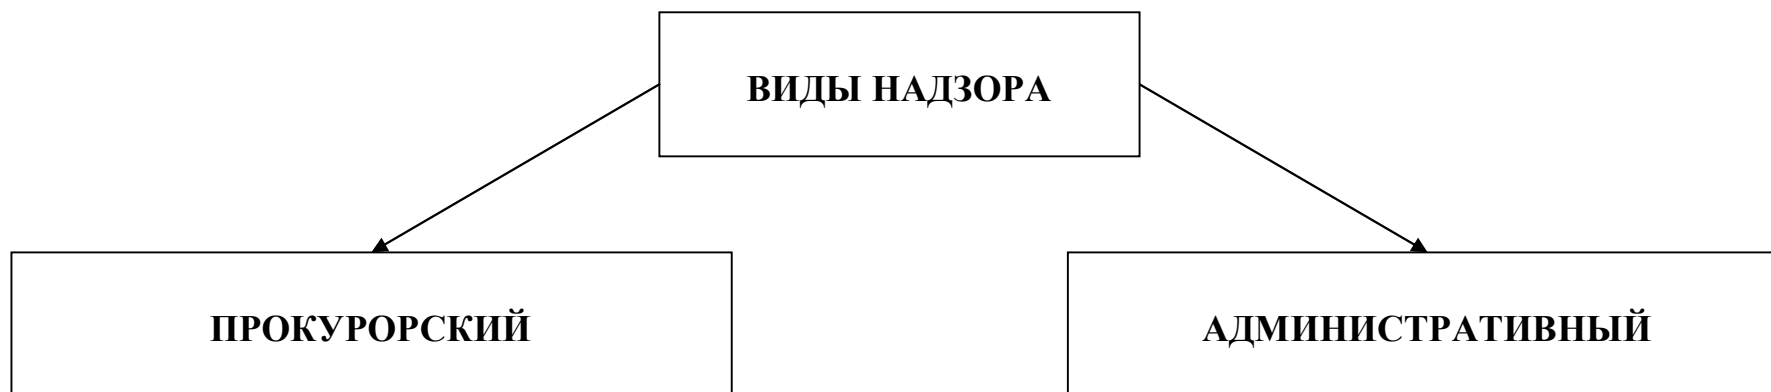 ВИДЫ НАДЗОРА
ПРОКУРОРСКИЙ
АДМИНИСТРАТИВНЫЙ